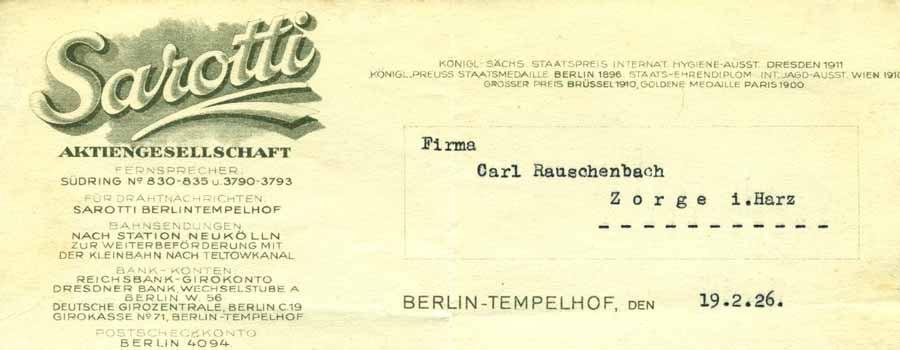 Sarotti
AKTIENGESELLSCHAFT
FERNSPRECHER:
SÜDRING Nº 830-835 U. 3790-3793
FÜR DRAHTNACHRICHTEN:
SAROTTI BERLINTEMPELHOF
BAHNSENDUNGEN
NACH STATION NEUKÖLLN
ZUR WEITERBEFÖRDERUNG MIT
DER KLEINBAHN NACH TELTOWKANAL
BANK-KONTEN:
REICHSBANK-GIROKONTO
DRESDNER BANK, WECHSELSTUBE A
BERLIN W. 56
DEUTSCHE GIROZENTRALE, BERLIN C.19
GIROKASSE Nº 71, BERLIN-TEMPELHOF
POSTSCHECKKONTO
BERLIN 4094.
KÖNIGL. SÄCHS. STAATSPREIS INTERNAT. HYGIENE-AUSST. DRESDEN 1911
KÖNIGL. PREUSS STAATSMEDAILLE BERLIN 1896. STAATS-EHRENDIPLOM INT. JAGD-AUSST. WIEN 1910
GROSSER PREIS BRÜSSEL 1910, GOLDENE MEDAILLE PARIS 1900
Firma
Carl Rauschenbach
Zorge i.Harz
-----------
BERLIN-TEMPELHOF, DEN 19.2.26.